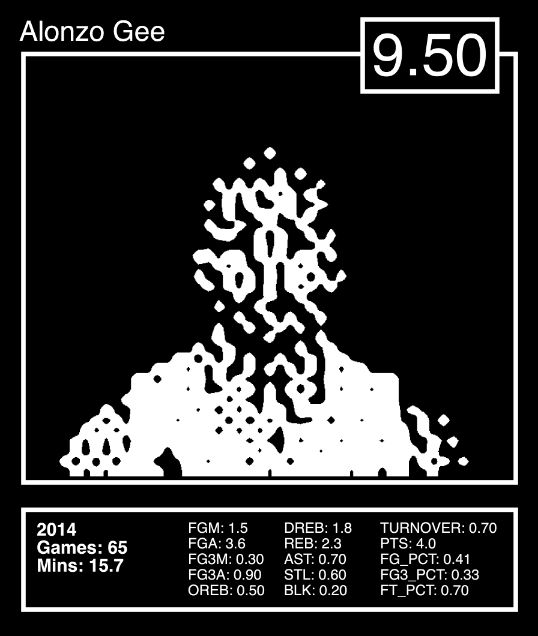 Alonzo Gee
9.50
2014
Games: 65
Mins: 15.7
FGM: 1.5
FGA: 3.6
FG3M: 0.30
FG3A: 0.90
OREB: 0.50
DREB: 1.8
REB: 2.3
AST: 0.70
STL: 0.60
BLK: 0.20
TURNOVER: 0.70
PTS: 4.0
FG_PCT: 0.41
FG3_PCT: 0.33
FT_PCT: 0.70